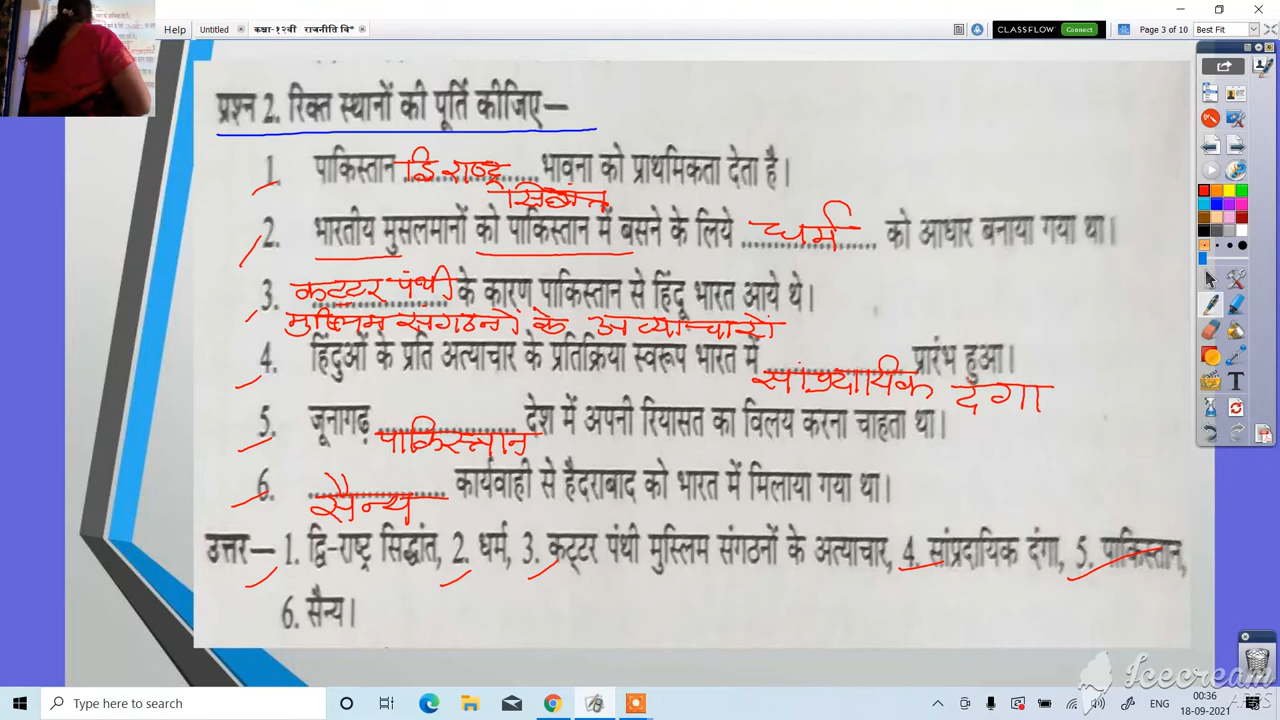 Help Untitled कक्षा-१२वीं राजनीति वि* CLASSFLOW Connect Page 3 of 10 Best Fit
प्रश्न 2. रिक्त स्थानों की पूर्ति कीजिए—
1. पाकिस्तान द्वि राष्ट्र भावना को प्राथमिकता देता है।
सिद्धांत
2. भारतीय मुसलमानों को पाकिस्तान में बसने के लिये धर्म को आधार बनाया गया था।
3. कट्टर पंथी के कारण पाकिस्तान से हिंदू भारत आये थे।
मुस्लिम संगठनों के अत्याचारों
4. हिंदुओं के प्रति अत्याचार के प्रतिक्रिया स्वरूप भारत में .................. प्रारंभ हुआ।
सांप्रदायिक दंगा
5. जूनागढ़ .................. देश में अपनी रियासत का विलय करना चाहता था।
पाकिस्तान
6. .................. कार्यवाही से हैदराबाद को भारत में मिलाया गया था।
सैन्य
उत्तर— 1. द्वि-राष्ट्र सिद्धांत, 2. धर्म, 3. कट्टर पंथी मुस्लिम संगठनों के अत्याचार, 4. सांप्रदायिक दंगा, 5. पाकिस्तान,
6. सैन्य।
Icecream
APPS
Type here to search ENG 00:36
18-09-2021